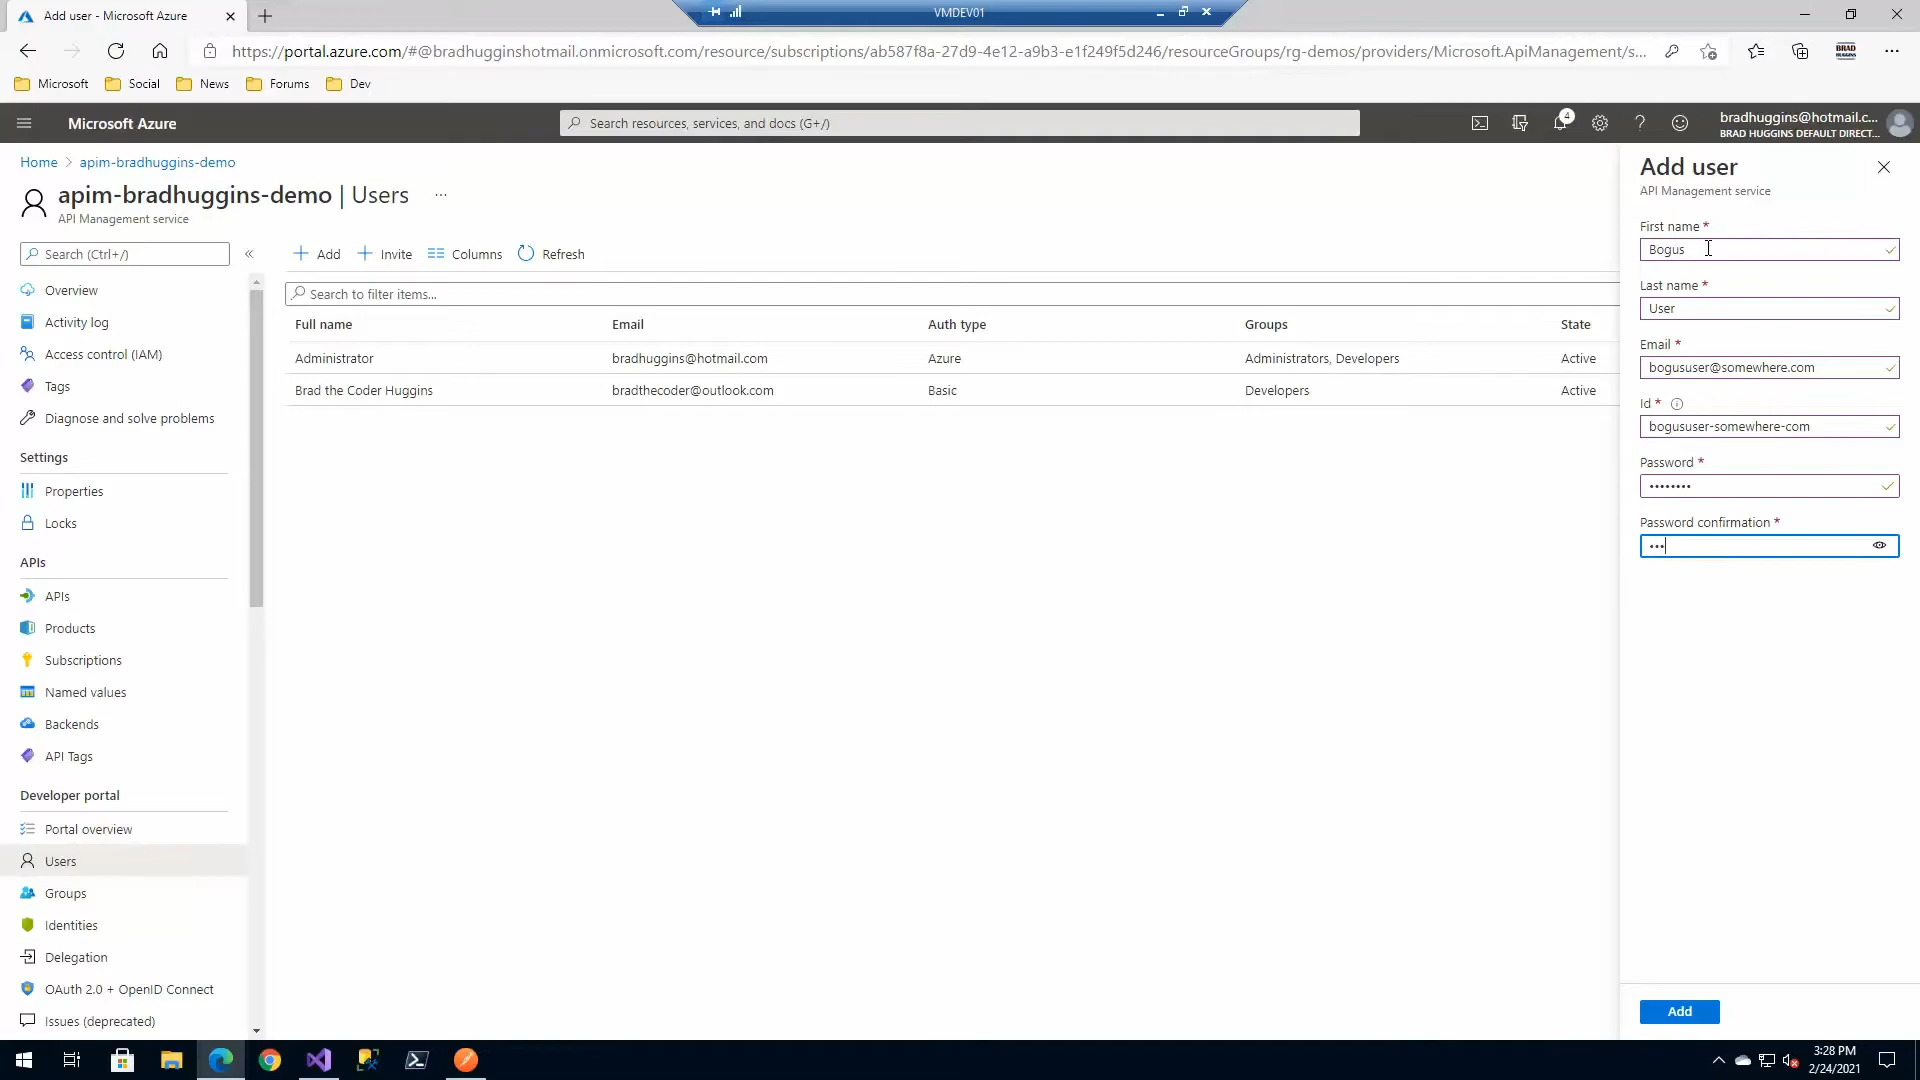 Add user - Microsoft Azure
VMDEV01
https://portal.azure.com/#@bradhugginshotmail.onmicrosoft.com/resource/subscriptions/ab587f8a-27d9-4e12-a9b3-e1f249f5d246/resourceGroups/rg-demos/providers/Microsoft.ApiManagement/s...
BRAD
HUGGINS
Microsoft Social News Forums Dev
Microsoft Azure
Search resources, services, and docs (G+/)
4
bradhuggins@hotmail.c...
BRAD HUGGINS DEFAULT DIRECT...
Home > apim-bradhuggins-demo
apim-bradhuggins-demo | Users ...
API Management service
Search (Ctrl+/)
Overview
Activity log
Access control (IAM)
Tags
Diagnose and solve problems
Settings
Properties
Locks
APIs
APIs
Products
Subscriptions
Named values
Backends
API Tags
Developer portal
Portal overview
Users
Groups
Identities
Delegation
OAuth 2.0 + OpenID Connect
Issues (deprecated)
Add Invite Columns Refresh
Search to filter items...
Full name Email Auth type Groups State
Administrator bradhuggins@hotmail.com Azure Administrators, Developers Active
Brad the Coder Huggins bradthecoder@outlook.com Basic Developers Active
Add user
API Management service
First name *
Bogus
Last name *
User
Email *
bogususer@somewhere.com
Id *
bogususer-somewhere-com
Password *
••••••••
Password confirmation *
•••
Add
3:28 PM
2/24/2021